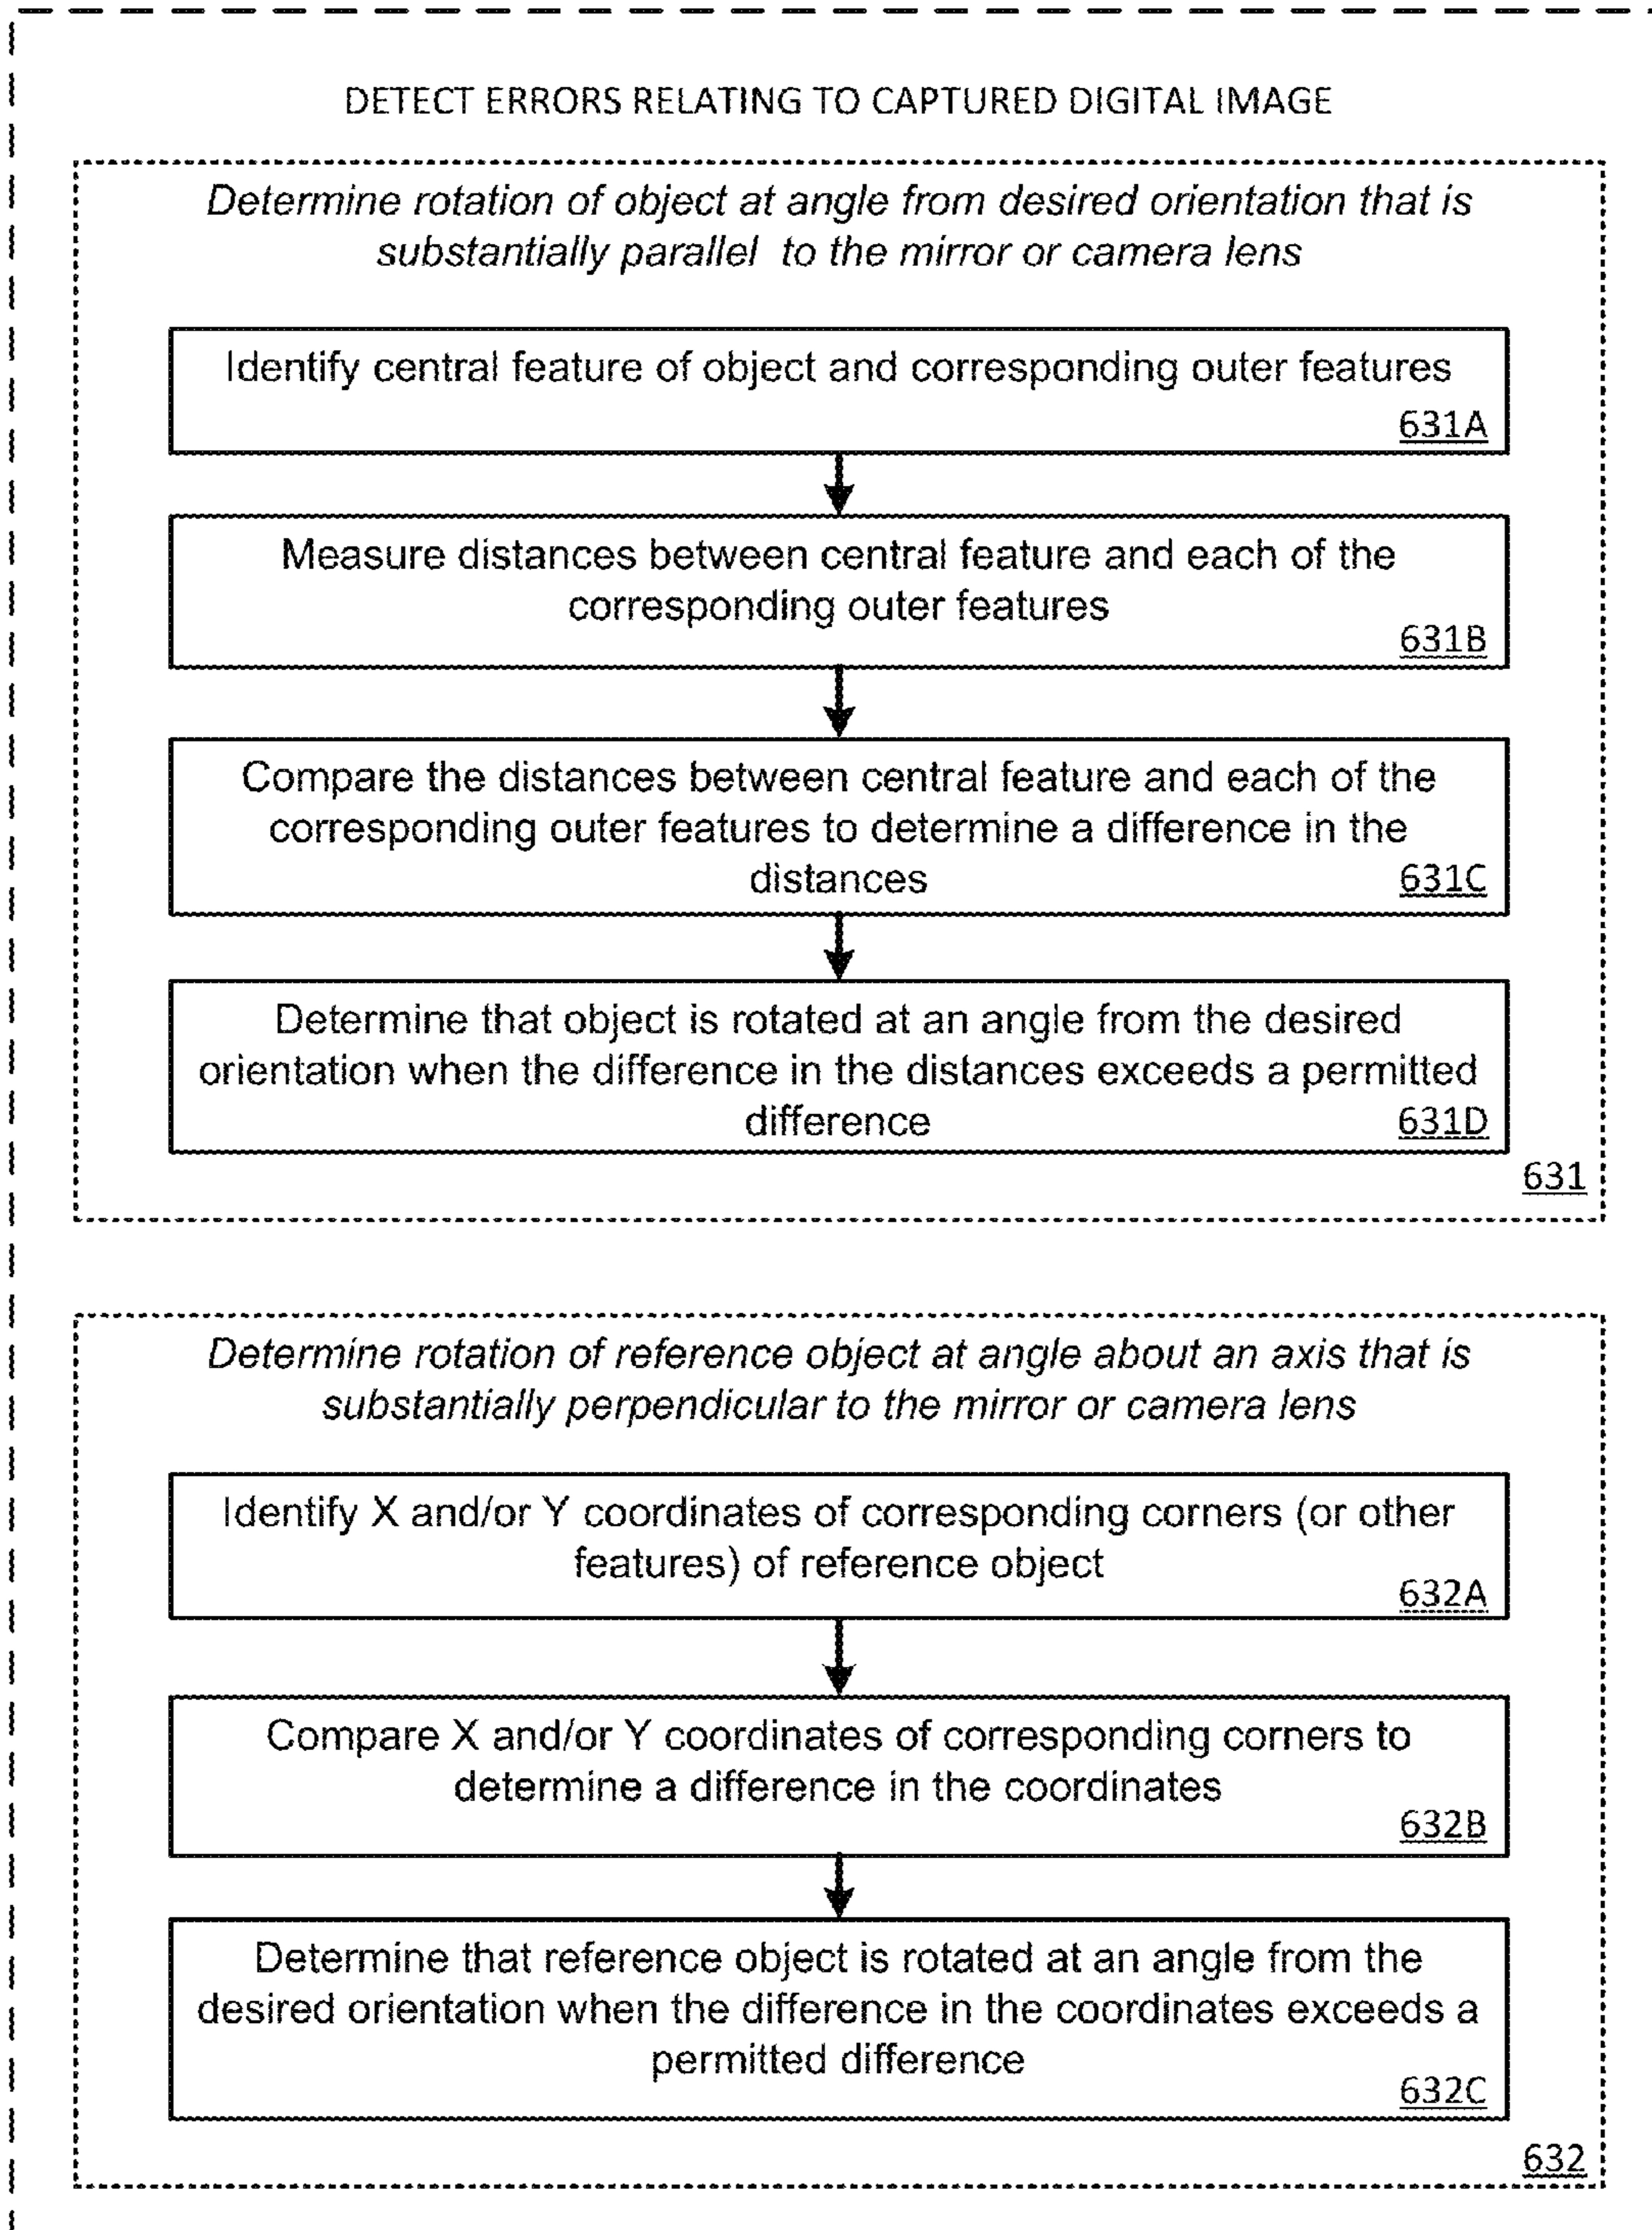 DETECT ERRORS RELATING TO CAPTURED DIGITAL IMAGE
Determine rotation of object at angle from desired orientation that is
substantially parallel to the mirror or camera lens
Identify central feature of object and corresponding outer features
631A
Measure distances between central feature and each of the
corresponding outer features
631B
Compare the distances between central feature and each of the
corresponding outer features to determine a difference in the
distances
631C
Determine that object is rotated at an angle from the desired
orientation when the difference in the distances exceeds a permitted
difference
631D
631
Determine rotation of reference object at angle about an axis that is
substantially perpendicular to the mirror or camera lens
Identify X and/or Y coordinates of corresponding corners (or other
features) of reference object
632A
Compare X and/or Y coordinates of corresponding corners to
determine a difference in the coordinates
632B
Determine that reference object is rotated at an angle from the
desired orientation when the difference in the coordinates exceeds a
permitted difference
632C
632